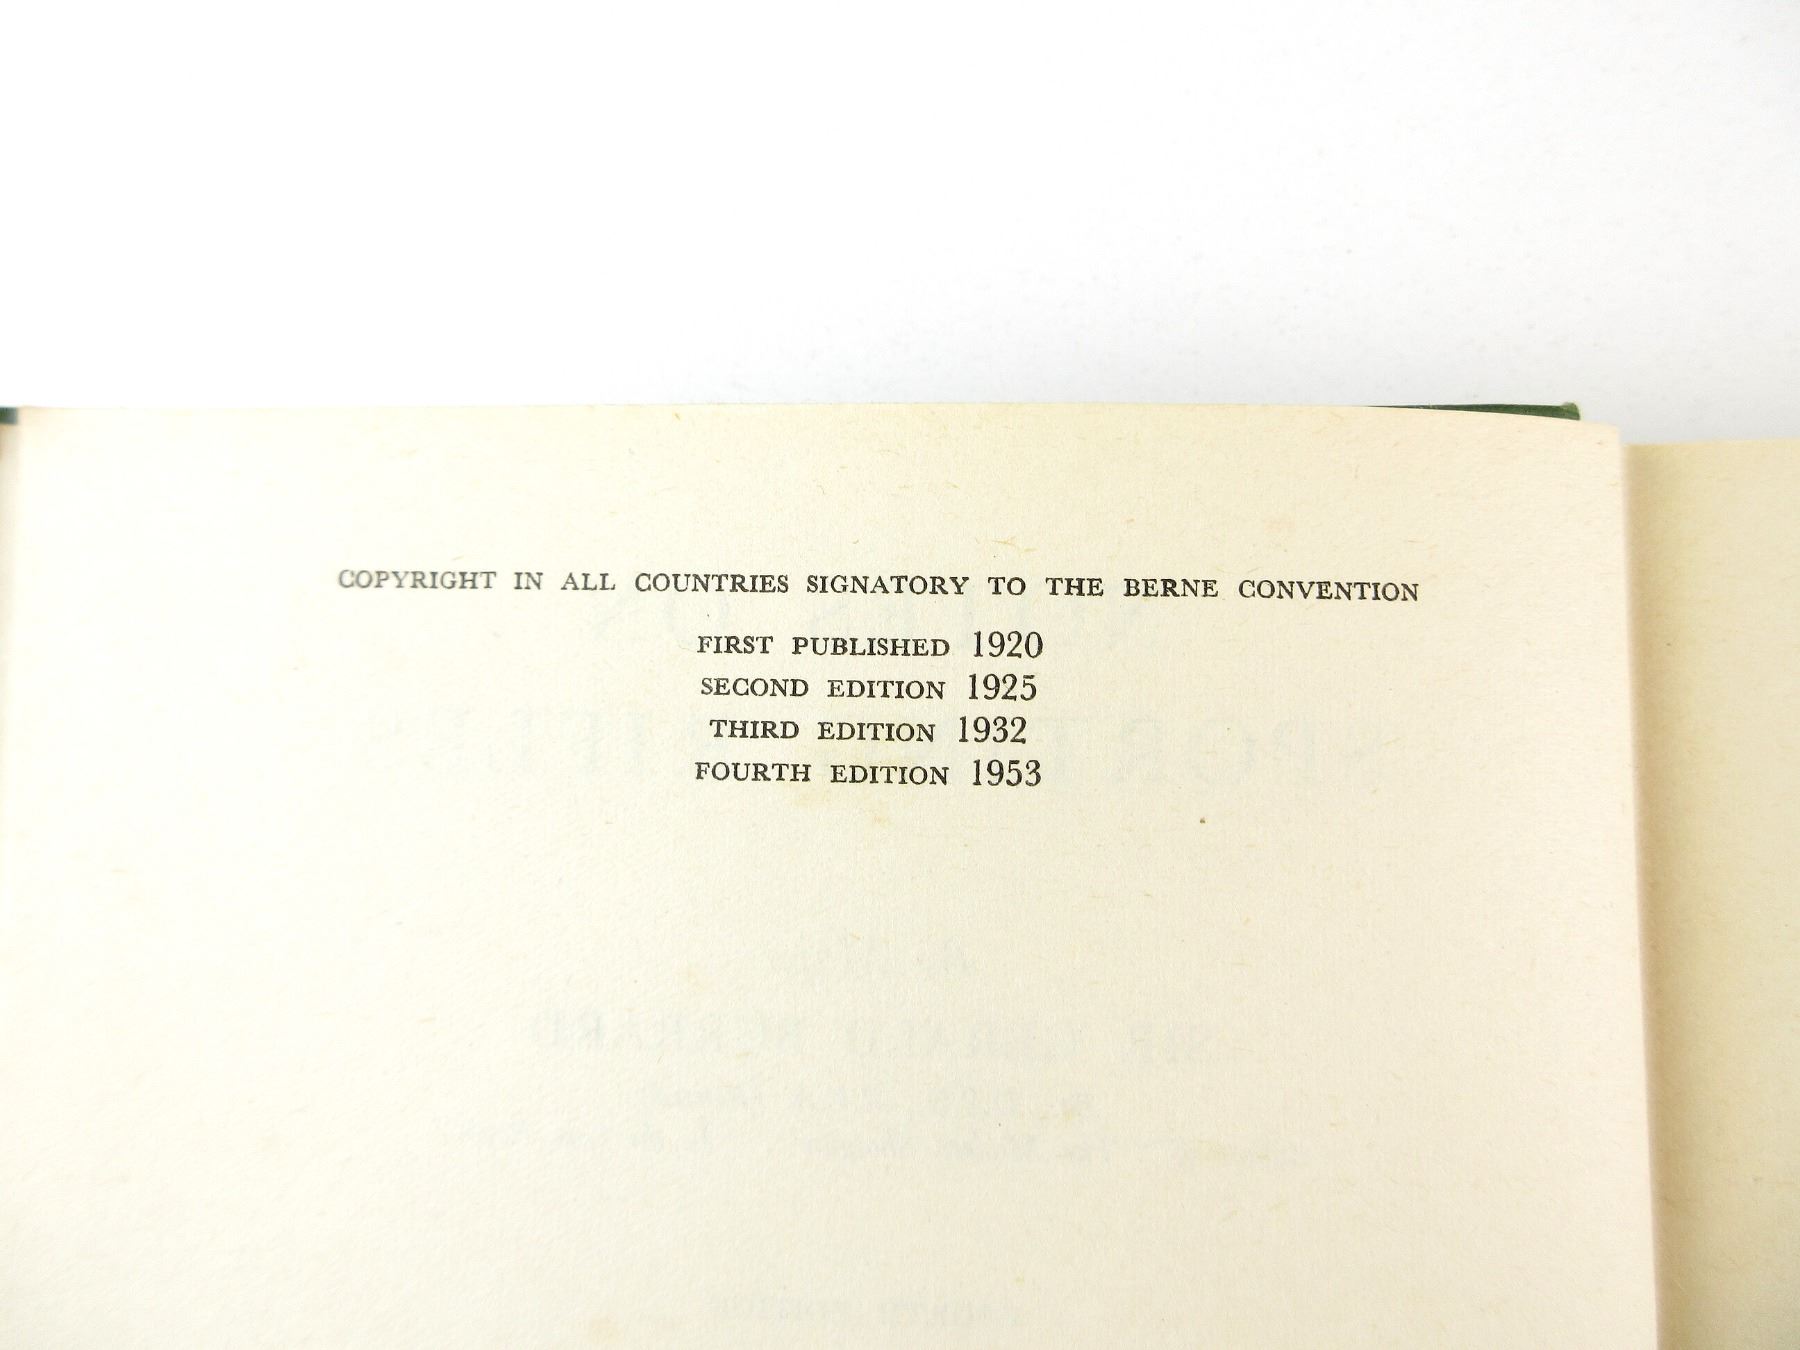 COPYRIGHT IN ALL COUNTRIES SIGNATORY TO THE BERNE CONVENTION
FIRST PUBLISHED 1920
SECOND EDITION 1925
THIRD EDITION 1932
FOURTH EDITION 1953